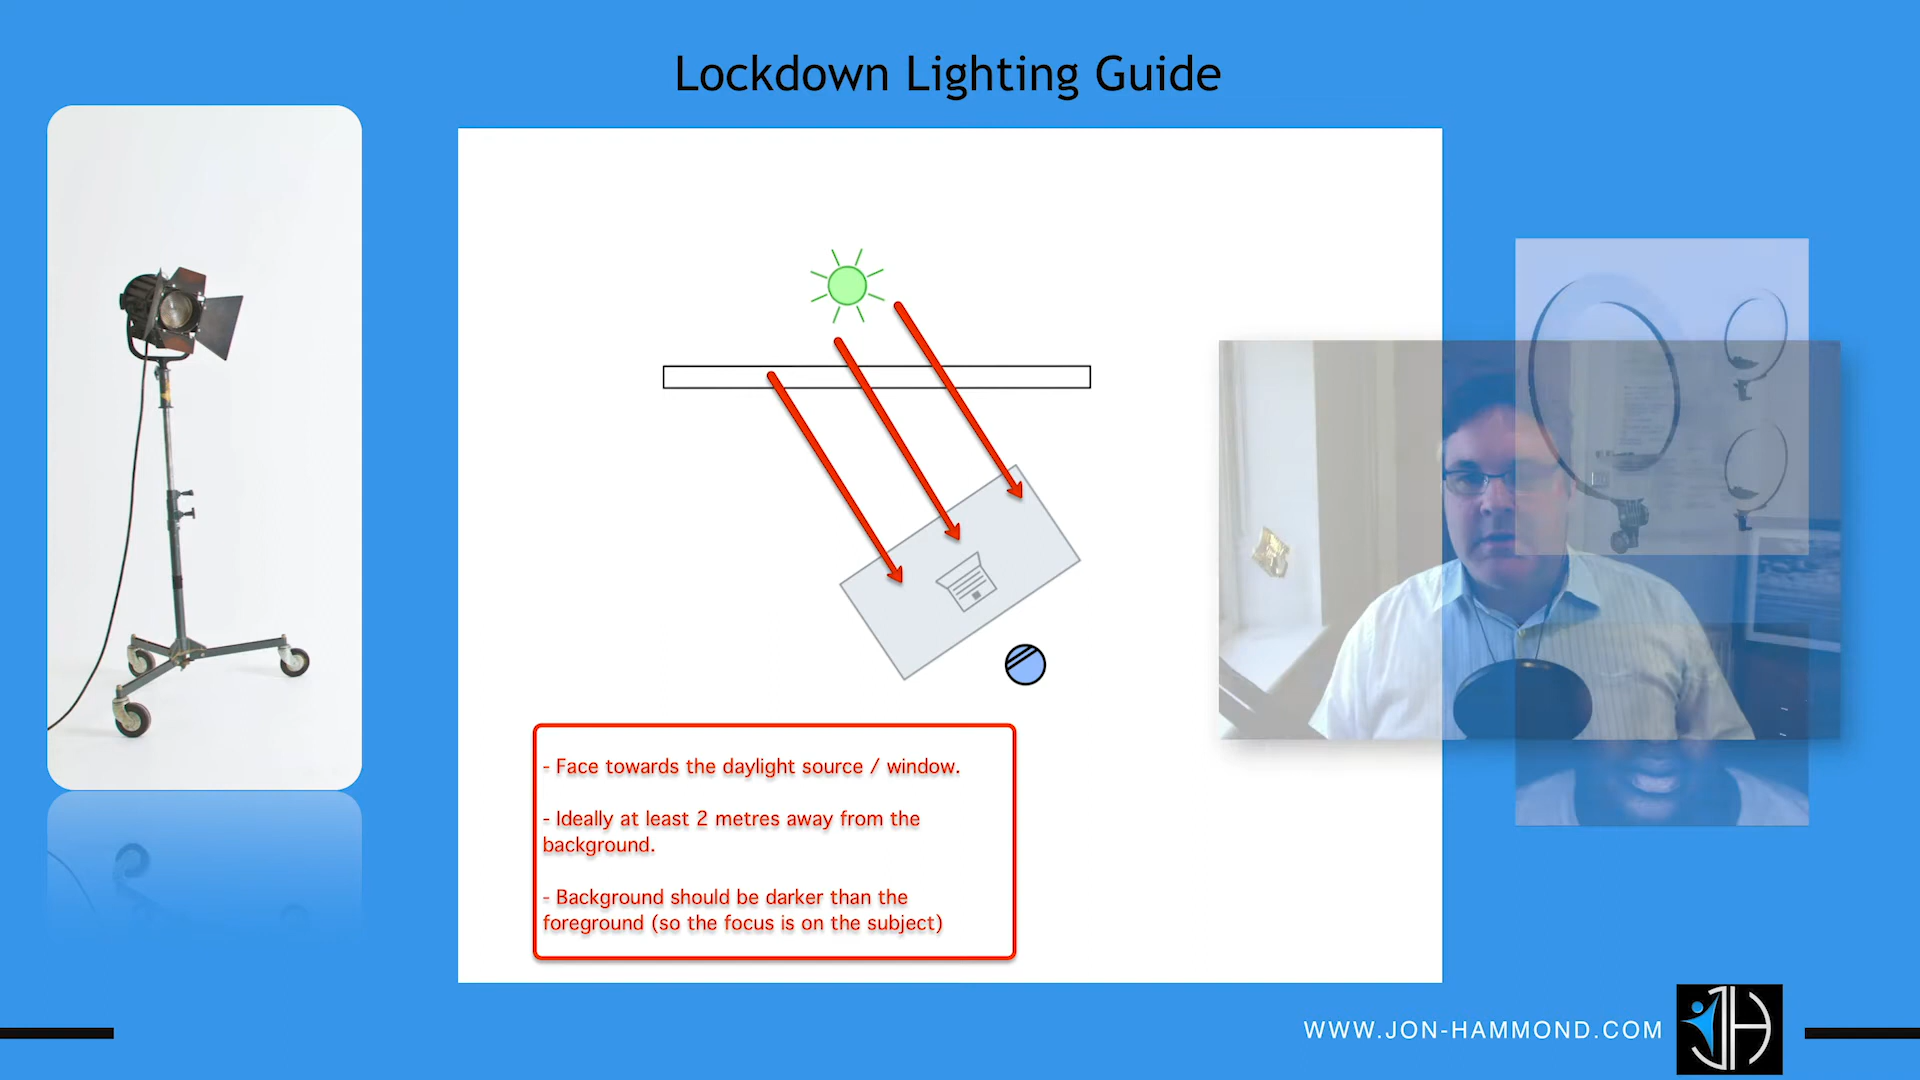 Lockdown Lighting Guide
- Face towards the daylight source / window.
- Ideally at least 2 metres away from the
background.
- Background should be darker than the
foreground (so the focus is on the subject)
WWW.JON-HAMMOND.COM
JH